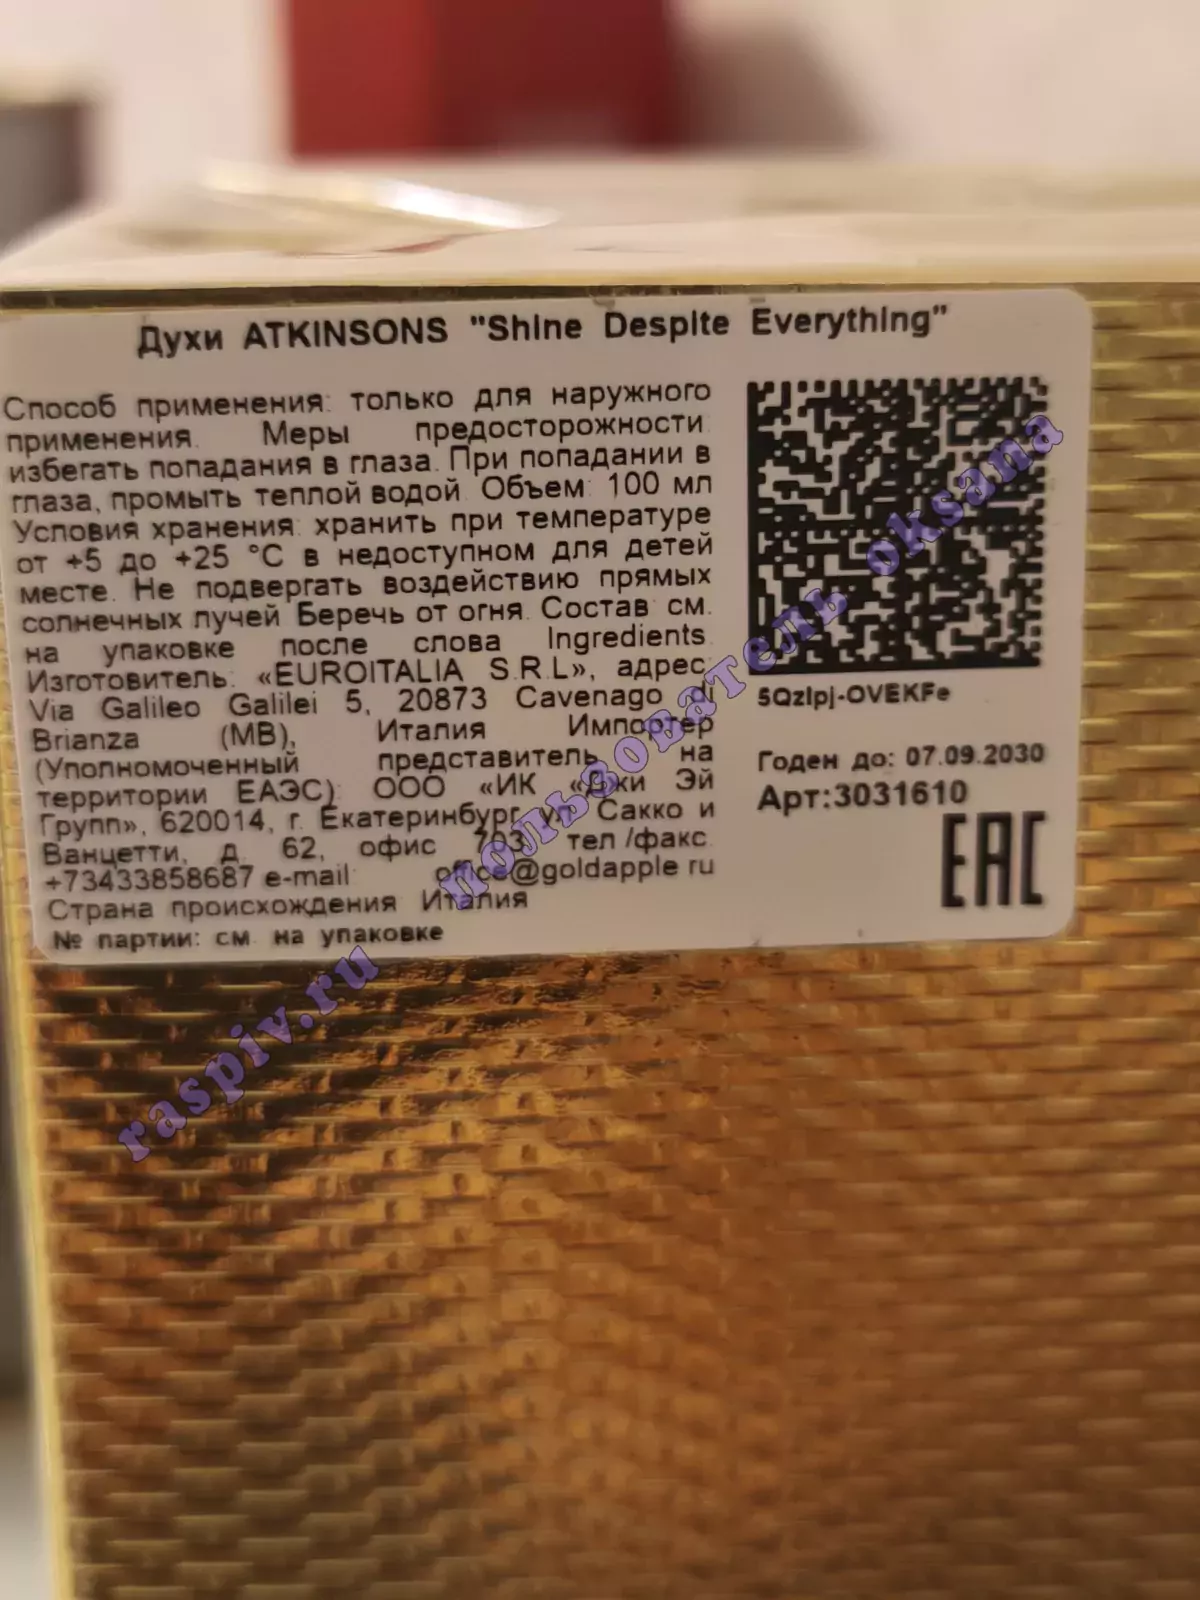 Духи ATKINSONS "Shine Despite Everything"
Способ применения: только для наружного
применения. Меры предосторожности:
избегать попадания в глаза. При попадании в
глаза, промыть теплой водой. Объем: 100 мл
Условия хранения: хранить при температуре
от +5 до +25 °C в недоступном для детей
месте. Не подвергать воздействию прямых
солнечных лучей Беречь от огня. Состав см.
на упаковке после слова Ingredients.
Изготовитель: «EUROITALIA S.R.L», адрес:
Via Galileo Galilei 5, 20873 Cavenago di
Brianza (MB), Италия Импортер
(Уполномоченный представитель на
территории ЕАЭС): ООО «ИК «Джи Эй
Групп», 620014, г. Екатеринбург, ул. Сакко и
Ванцетти, д. 62, офис 703, тел./факс.
+73433858687 e-mail: office@goldapple.ru
Страна происхождения Италия
№ партии: см. на упаковке
5QzIpj-OVEKFe
Годен до: 07.09.2030
Арт:3031610
EAC
raspiv.ru пользователь oksana